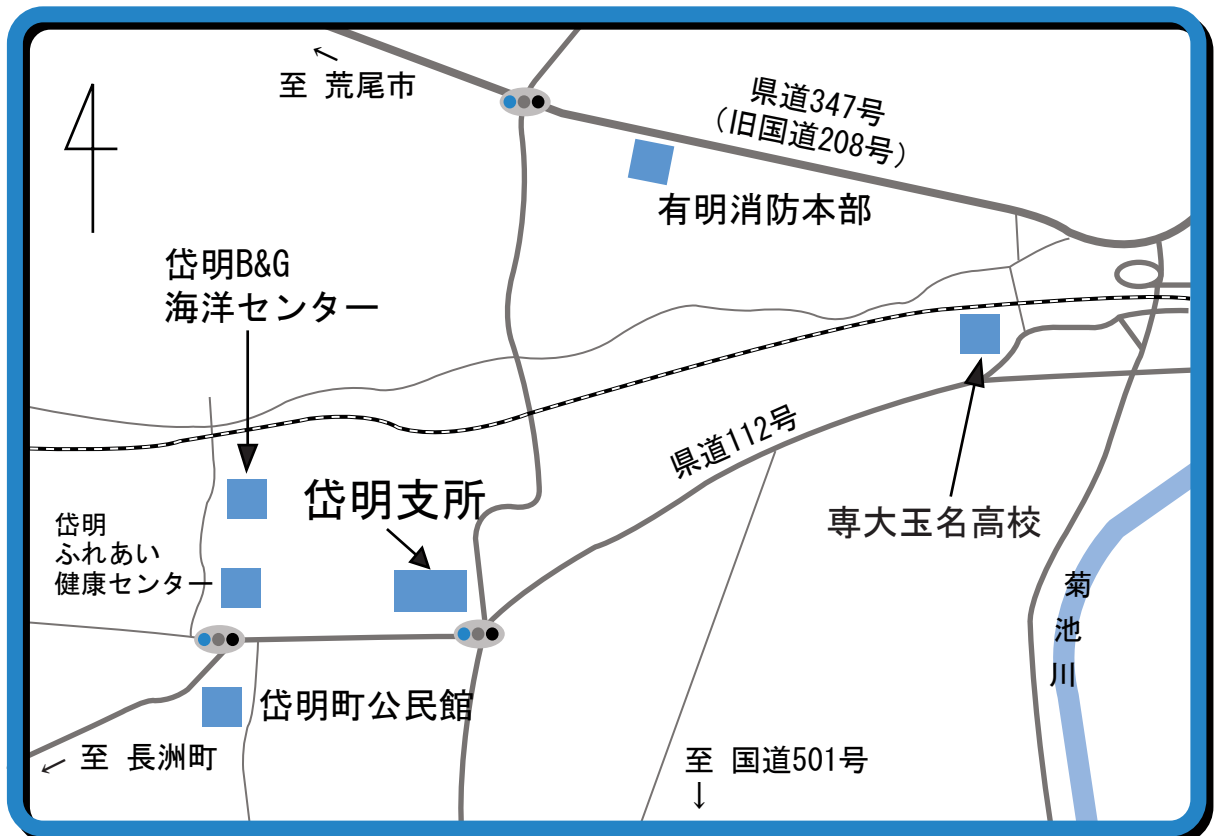 至 荒尾市
県道347号
（旧国道208号）
有明消防本部
岱明B&G
海洋センター
県道112号
岱明支所
専大玉名高校
岱明
ふれあい
健康センター
菊池川
岱明町公民館
至 長洲町
至 国道501号